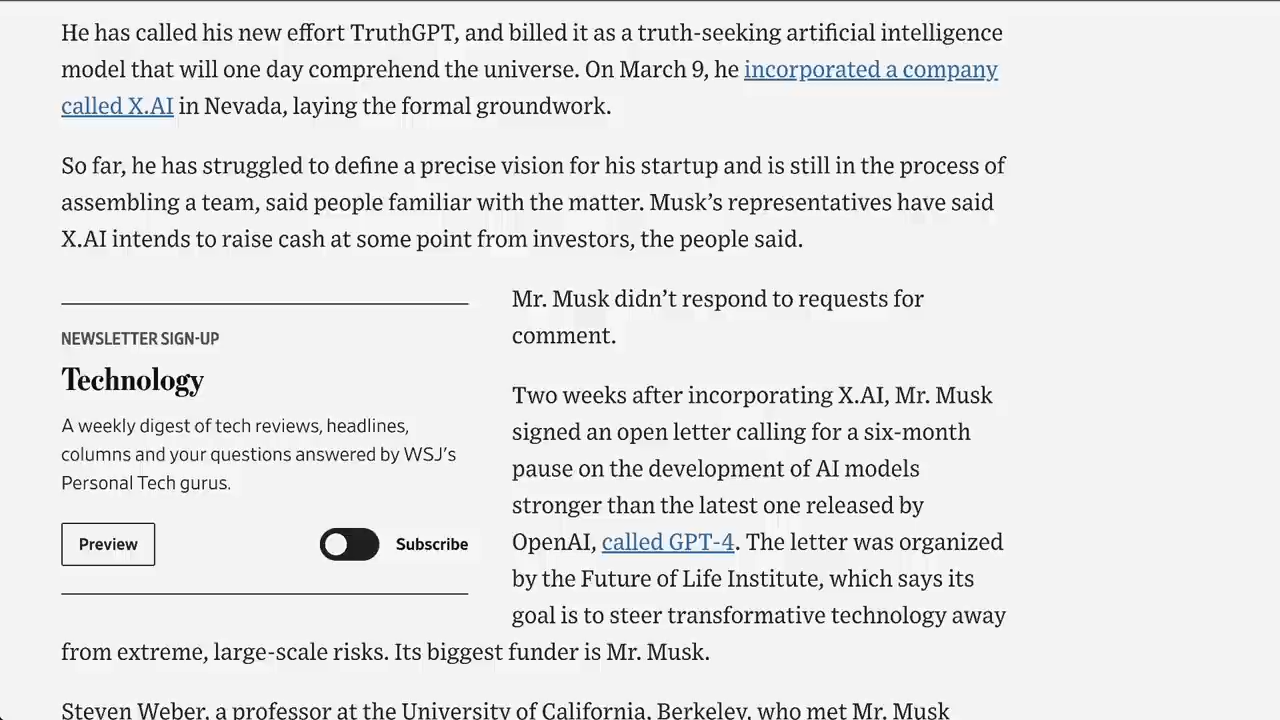 He has called his new effort TruthGPT, and billed it as a truth-seeking artificial intelligence
model that will one day comprehend the universe. On March 9, he incorporated a company
called X.AI in Nevada, laying the formal groundwork.
So far, he has struggled to define a precise vision for his startup and is still in the process of
assembling a team, said people familiar with the matter. Musk’s representatives have said
X.AI intends to raise cash at some point from investors, the people said.
NEWSLETTER SIGN-UP
Technology
A weekly digest of tech reviews, headlines,
columns and your questions answered by WSJ’s
Personal Tech gurus.
Preview
Subscribe
Mr. Musk didn’t respond to requests for
comment.
Two weeks after incorporating X.AI, Mr. Musk
signed an open letter calling for a six-month
pause on the development of AI models
stronger than the latest one released by
OpenAI, called GPT-4. The letter was organized
by the Future of Life Institute, which says its
goal is to steer transformative technology away
from extreme, large-scale risks. Its biggest funder is Mr. Musk.
Steven Weber, a professor at the University of California, Berkeley, who met Mr. Musk